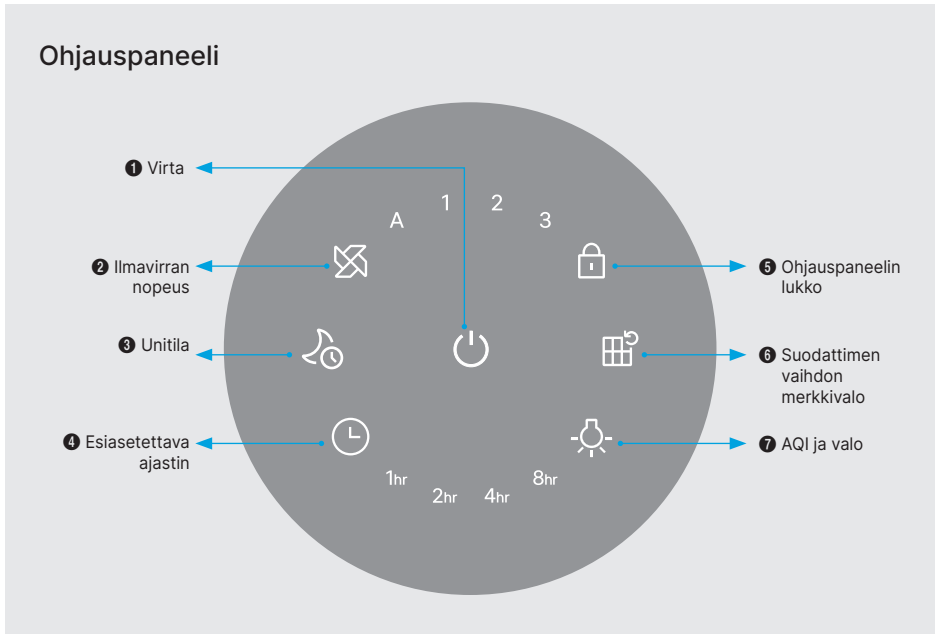 Ohjauspaneeli
❶ Virta
❷ Ilmavirran
nopeus
❸ Unitila
❹ Esiasetettava
ajastin
A
1
2
3
1hr
2hr
4hr
8hr
❺ Ohjauspaneelin
lukko
❻ Suodattimen
vaihdon
merkkivalo
❼ AQI ja valo